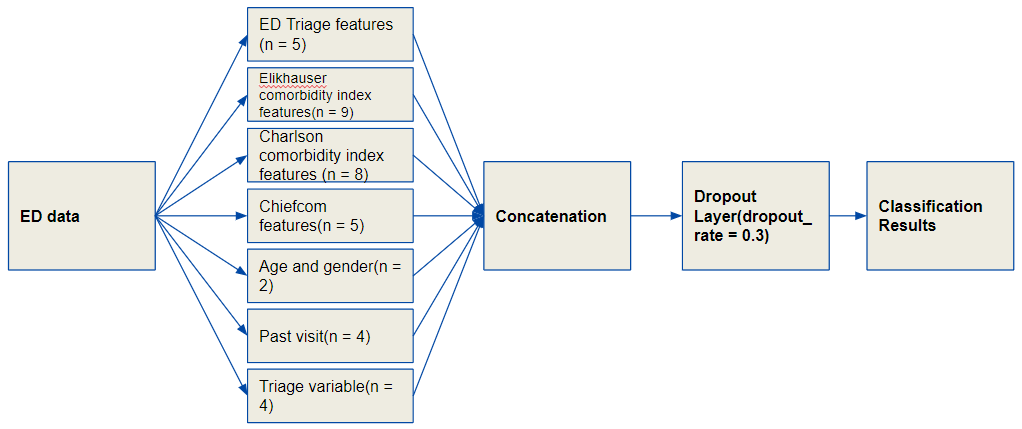 ED data
ED Triage features
(n = 5)
Elikhauser
comorbidity index
features(n = 9)
Charlson
comorbidity index
features (n = 8)
Chiefcom
features(n = 5)
Age and gender(n =
2)
Past visit(n = 4)
Triage variable(n =
4)
Concatenation
Dropout
Layer(dropout_
rate = 0.3)
Classification
Results